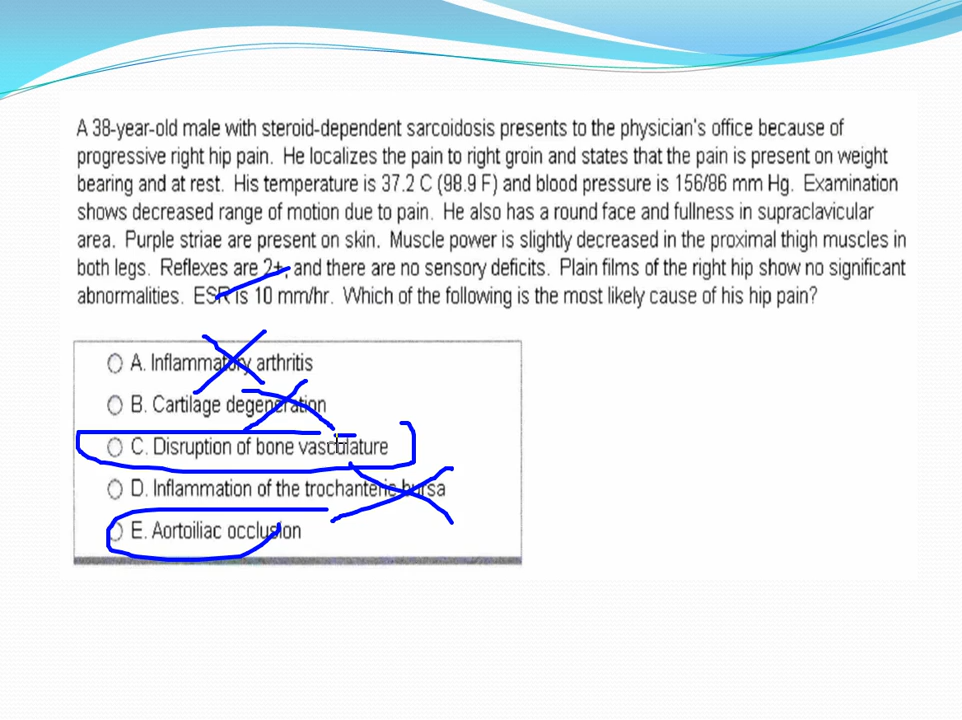 A 38-year-old male with steroid-dependent sarcoidosis presents to the physician's office because of
progressive right hip pain. He localizes the pain to right groin and states that the pain is present on weight
bearing and at rest. His temperature is 37.2 C (98.9 F) and blood pressure is 156/86 mm Hg. Examination
shows decreased range of motion due to pain. He also has a round face and fullness in supraclavicular
area. Purple striae are present on skin. Muscle power is slightly decreased in the proximal thigh muscles in
both legs. Reflexes are 2+, and there are no sensory deficits. Plain films of the right hip show no significant
abnormalities. ESR is 10 mm/hr. Which of the following is the most likely cause of his hip pain?
A. Inflammatory arthritis
B. Cartilage degeneration
C. Disruption of bone vasculature
D. Inflammation of the trochanteric bursa
E. Aortoiliac occlusion